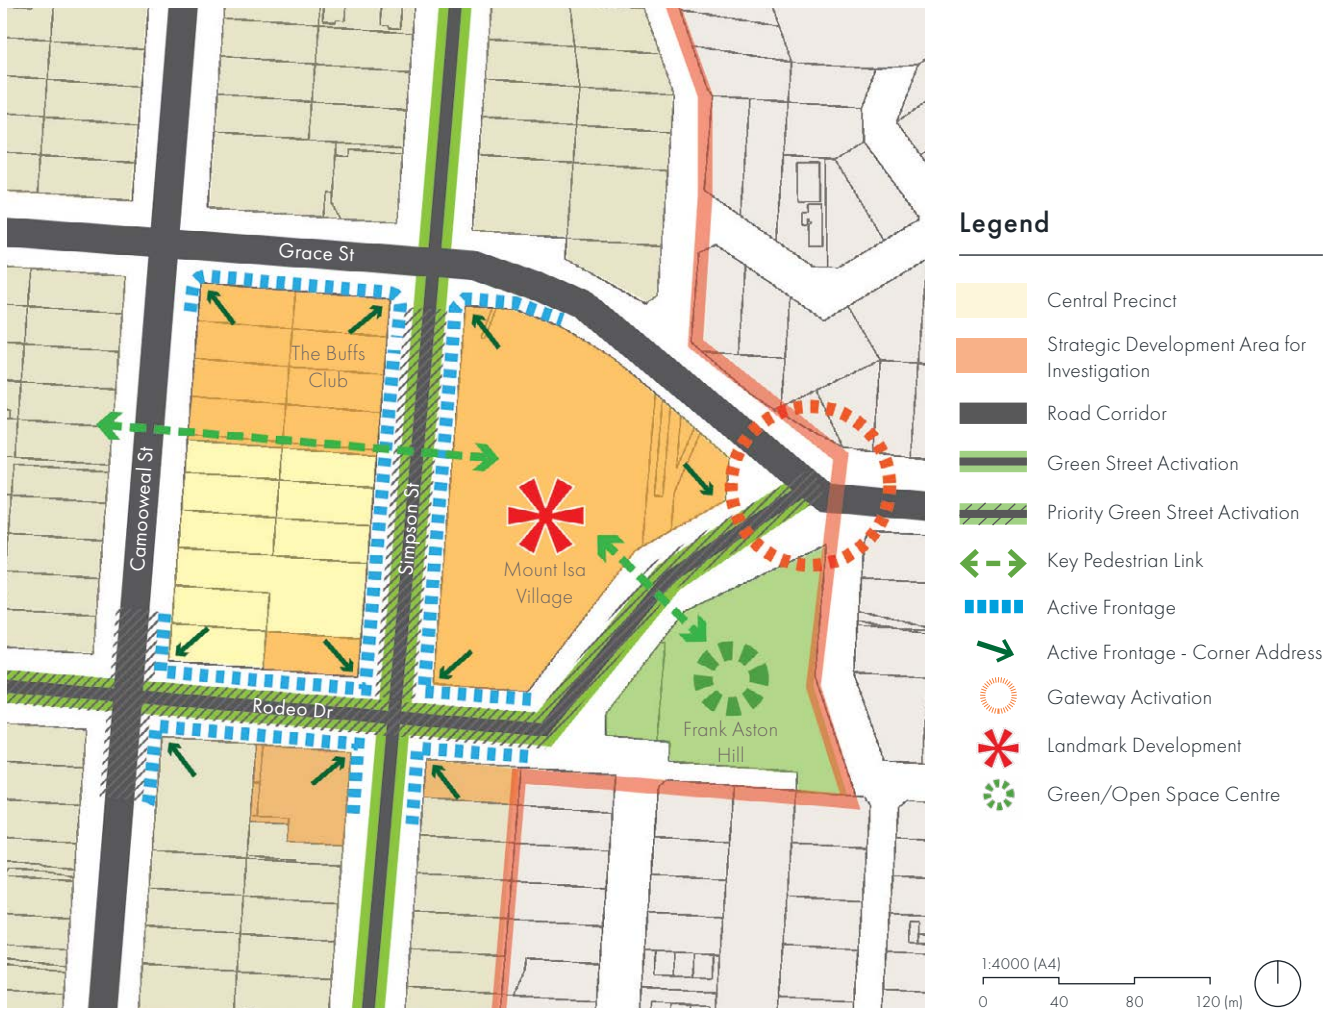 Grace St
The Buffs
Club
Camooweal St
Simpson St
Mount Isa
Village
Rodeo Dr
Frank Aston
Hill
Legend
Central Precinct
Strategic Development Area for
Investigation
Road Corridor
Green Street Activation
Priority Green Street Activation
Key Pedestrian Link
Active Frontage
Active Frontage - Corner Address
Gateway Activation
Landmark Development
Green/Open Space Centre
1:4000 (A4)
0 40 80 120 (m)